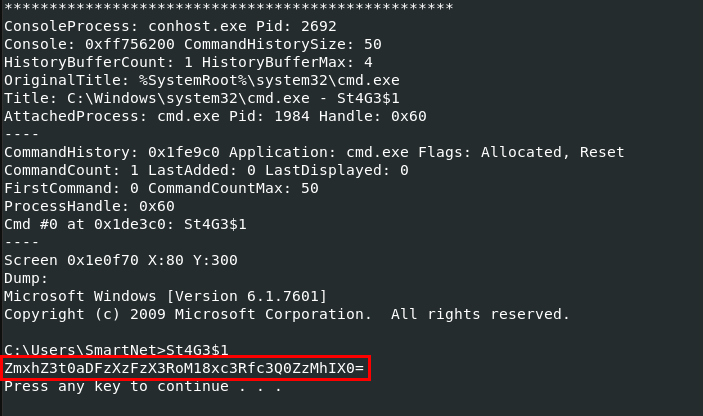 **************************************************
ConsoleProcess: conhost.exe Pid: 2692
Console: 0xff756200 CommandHistorySize: 50
HistoryBufferCount: 1 HistoryBufferMax: 4
OriginalTitle: %SystemRoot%\system32\cmd.exe
Title: C:\Windows\system32\cmd.exe - St4G3$1
AttachedProcess: cmd.exe Pid: 1984 Handle: 0x60
----
CommandHistory: 0x1fe9c0 Application: cmd.exe Flags: Allocated, Reset
CommandCount: 1 LastAdded: 0 LastDisplayed: 0
FirstCommand: 0 CommandCountMax: 50
ProcessHandle: 0x60
Cmd #0 at 0x1de3c0: St4G3$1
----
Screen 0x1e0f70 X:80 Y:300
Dump:
Microsoft Windows [Version 6.1.7601]
Copyright (c) 2009 Microsoft Corporation.  All rights reserved.
C:\Users\SmartNet>St4G3$1
ZmxhZ3t0aDFzXzFzX3RoM18xc3Rfc3Q0ZzMhIX0=
Press any key to continue . . .